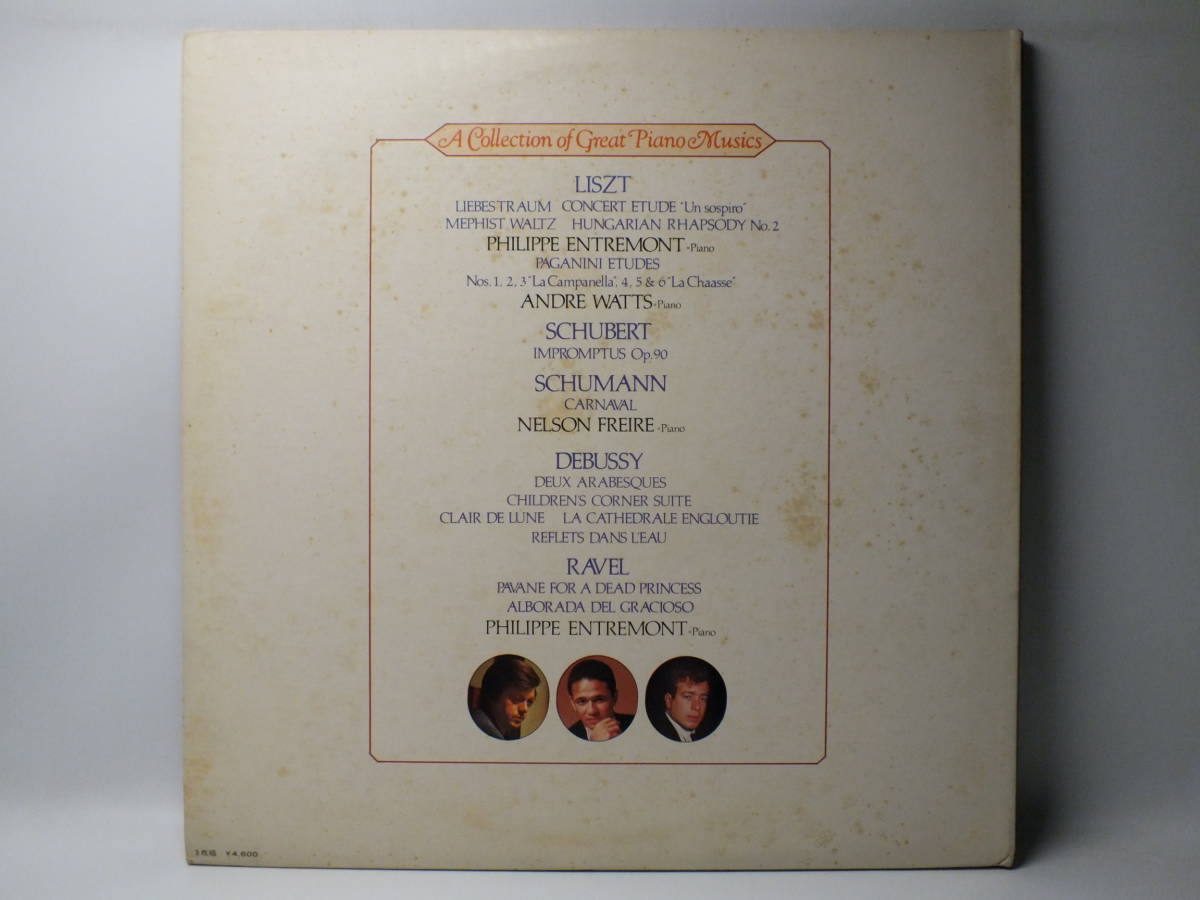 A Collection of Great Piano Musics
LISZT
LIEBESTRAUM CONCERT ETUDE "Un sospiro"
MEPHIST WALTZ HUNGARIAN RHAPSODY No. 2
PHILIPPE ENTREMONT•Piano
PAGANINI ETUDES
Nos. 1, 2, 3 "La Campanella", 4, 5 & 6 "La Chaasse"
ANDRE WATTS•Piano
SCHUBERT
IMPROMPTUS Op. 90
SCHUMANN
CARNAVAL
NELSON FREIRE•Piano
DEBUSSY
DEUX ARABESQUES
CHILDREN'S CORNER SUITE
CLAIR DE LUNE LA CATHEDRALE ENGLOUTIE
REFLETS DANS L'EAU
RAVEL
PAVANE FOR A DEAD PRINCESS
ALBORADA DEL GRACIOSO
PHILIPPE ENTREMONT•Piano
3枚組 ¥4,600